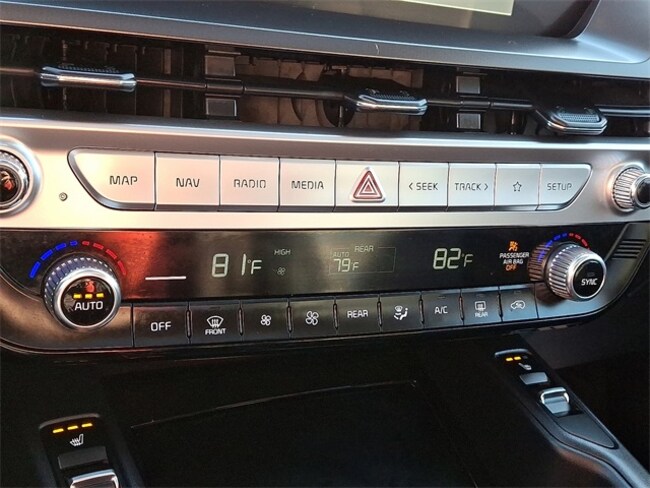 MAP NAV RADIO MEDIA < SEEK TRACK > SETUP
HIGH
REAR
81°F
AUTO
79°F
82°F
PASSENGER
AIR BAG
OFF
AUTO
SYNC
OFF FRONT REAR A/C REAR